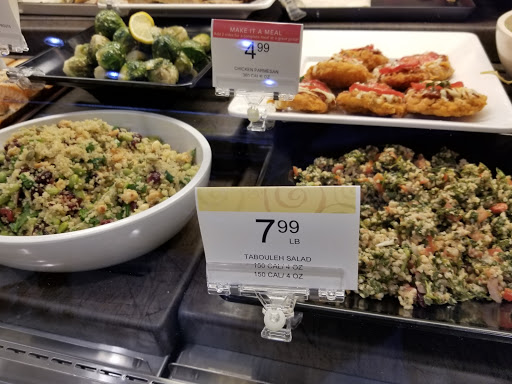 MAKE IT A MEAL
4.99
CHICKEN PARMESAN
7.99
LB
TABOULEH SALAD
150 CAL/ 4 OZ
150 CAL/ 4 OZ